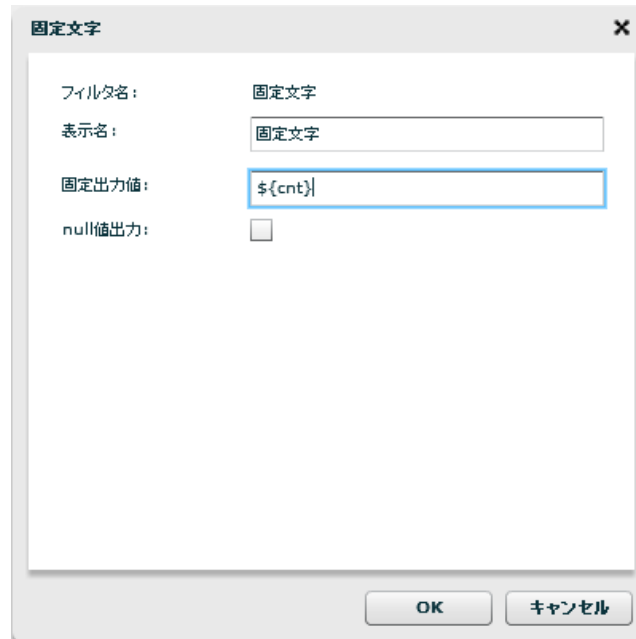 固定文字
フィルタ名： 固定文字
表示名： 固定文字
固定出力値： ${cnt}
null値出力：
OK キャンセル